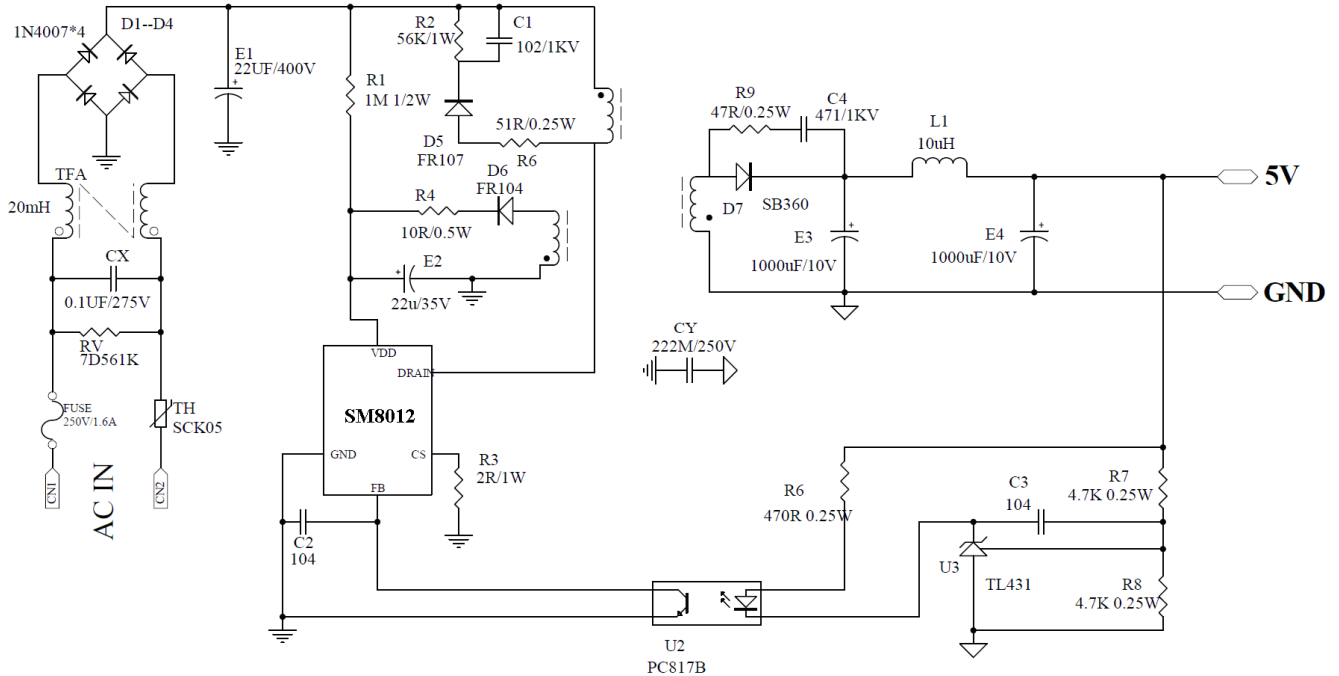 1N4007*4
D1--D4
E1
22UF/400V
R2
56K/1W
C1
102/1KV
R1
1M 1/2W
D5
FR107
51R/0.25W
R6
D6
FR104
R4
10R/0.5W
E2
22u/35V
TFA
20mH
CX
0.1UF/275V
RV
7D561K
FUSE
250V/1.6A
TH
SCK05
CN1
AC IN
CN2
VDD
DRAIN
SM8012
GND
CS
FB
R3
2R/1W
C2
104
R9
47R/0.25W
C4
471/1KV
L1
10uH
D7
SB360
E3
1000uF/10V
E4
1000uF/10V
5V
GND
CY
222M/250V
R6
470R 0.25W
C3
104
R7
4.7K 0.25W
U3
TL431
R8
4.7K 0.25W
U2
PC817B